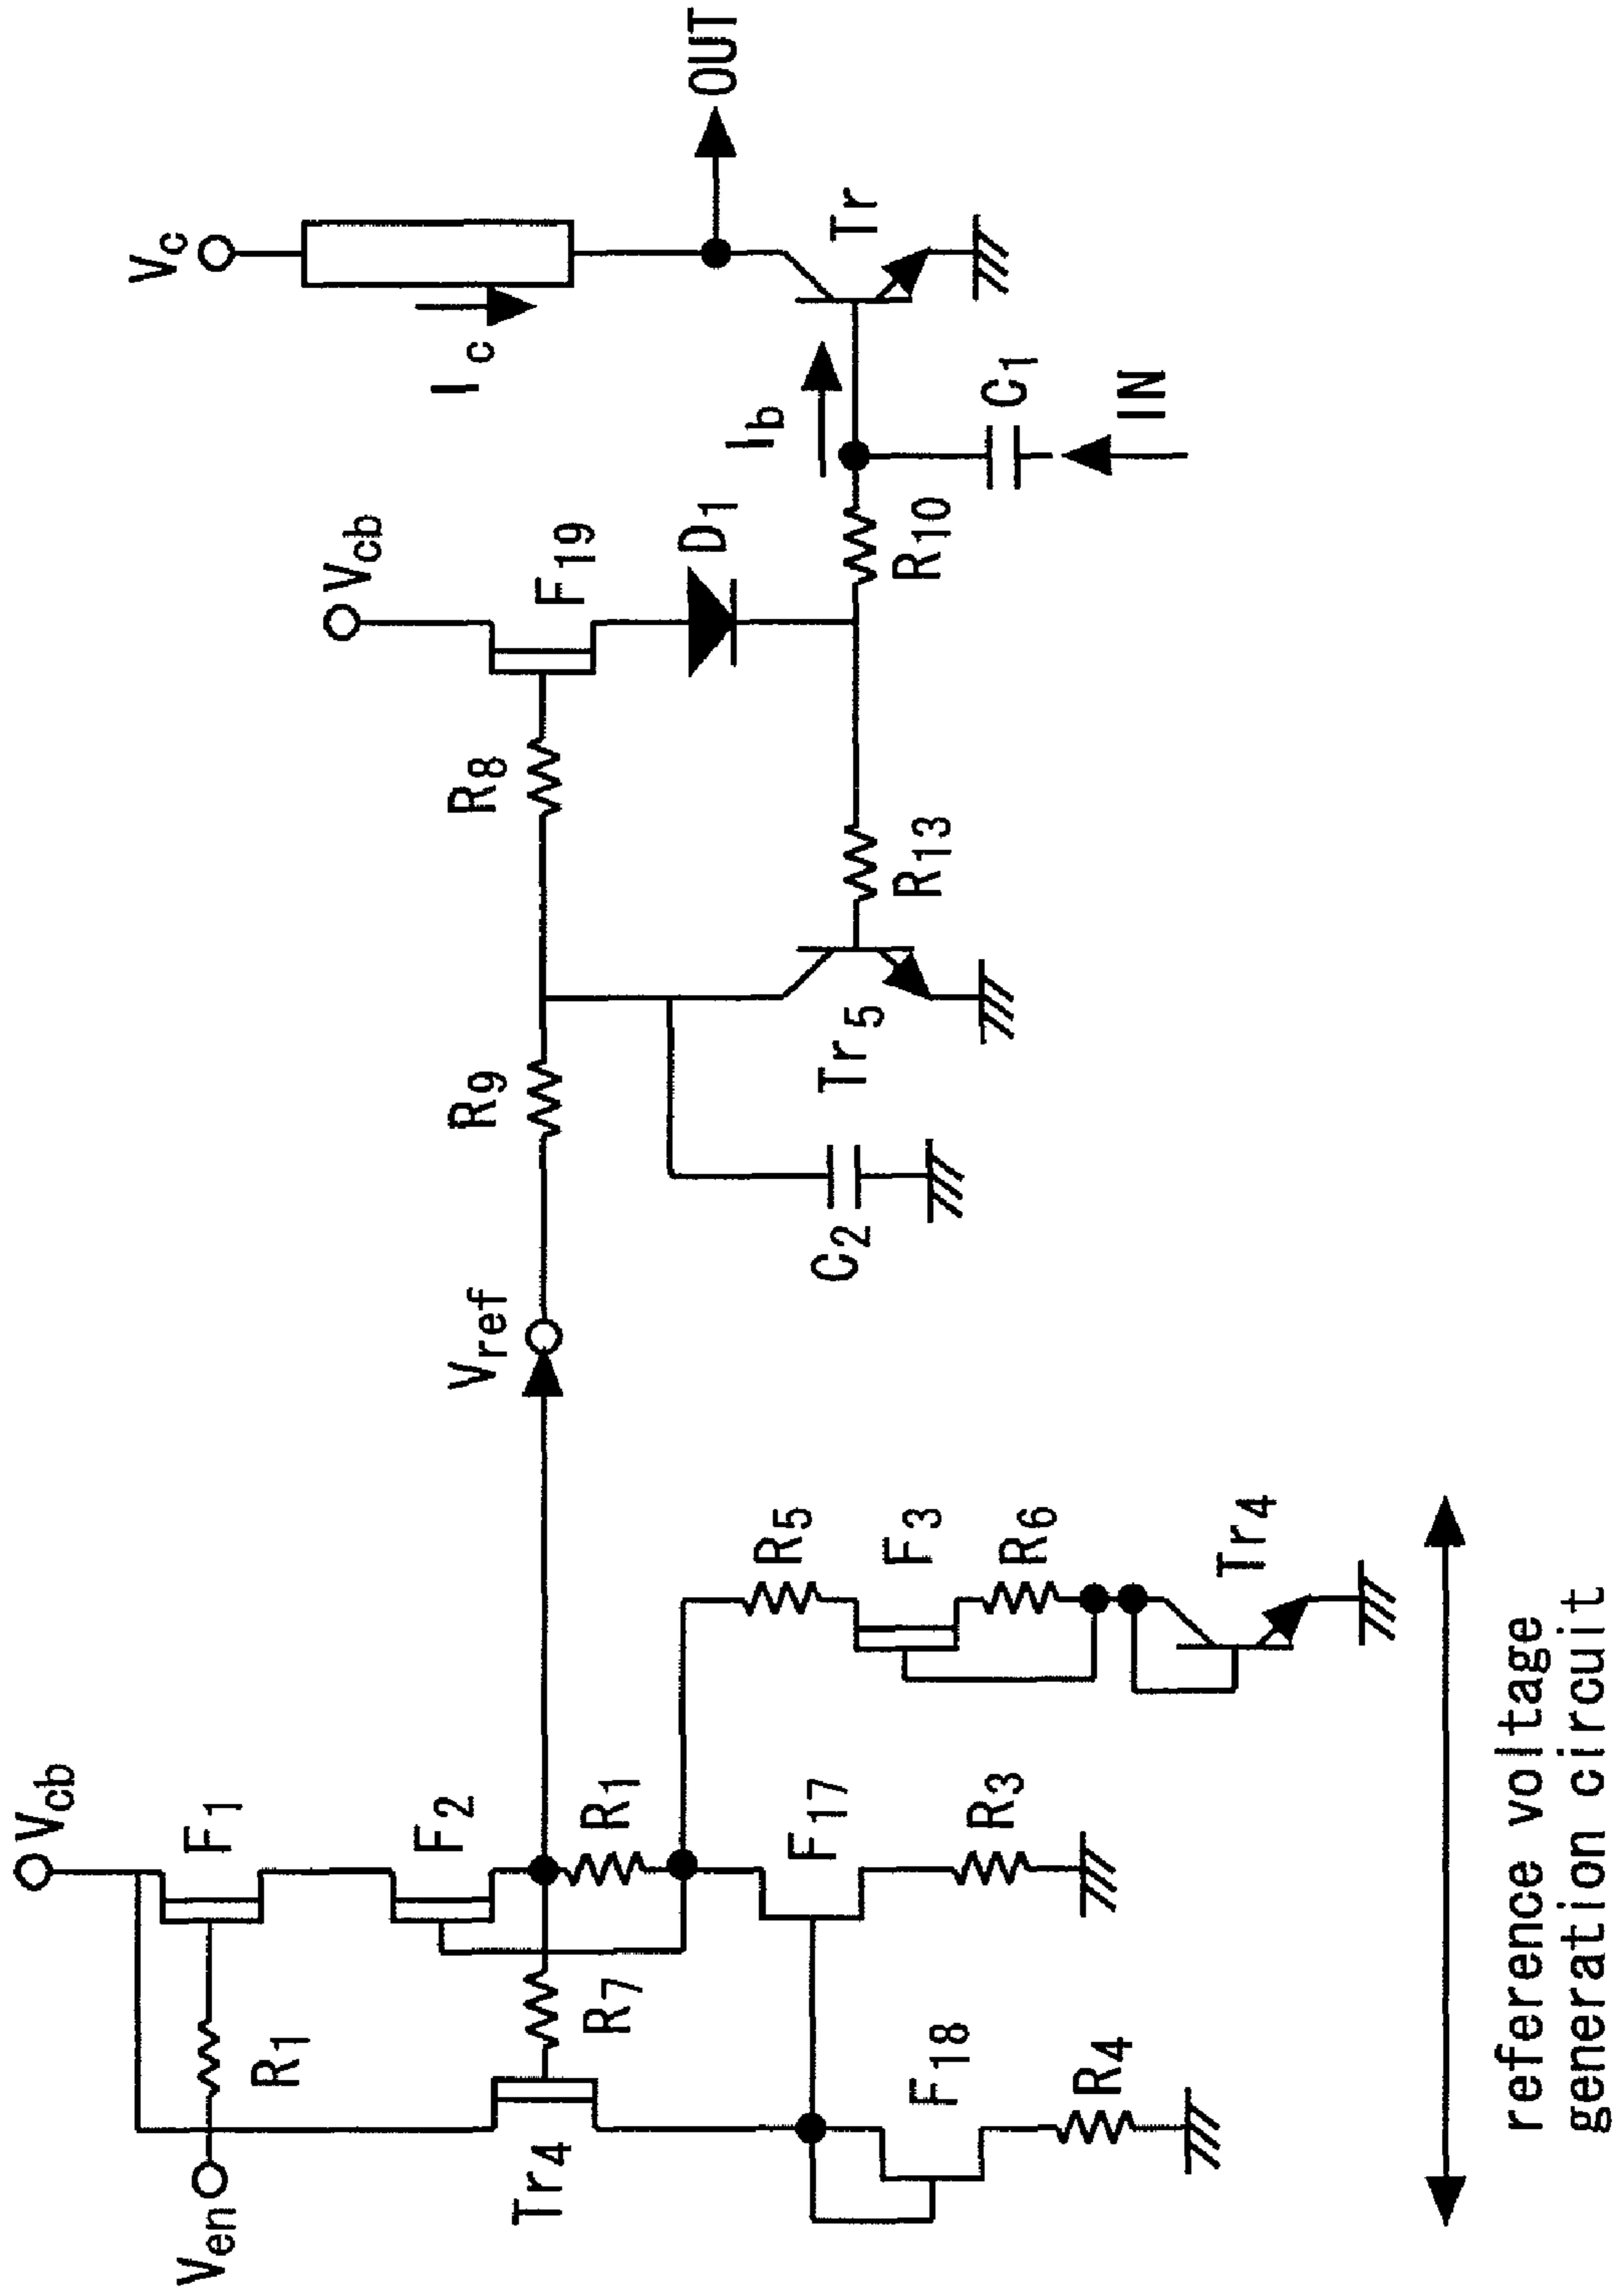 Vcb
Ven
R1
F1
F2
Tr4
R7
R1
F17
F18
R4
R3
R5
F3
R6
Tr4
reference voltage
generation circuit
Vref
R9
C2
Tr5
R8
Vcb
F19
D1
R13
R10
Ib
C1
IN
Vc
Ic
Tr
OUT